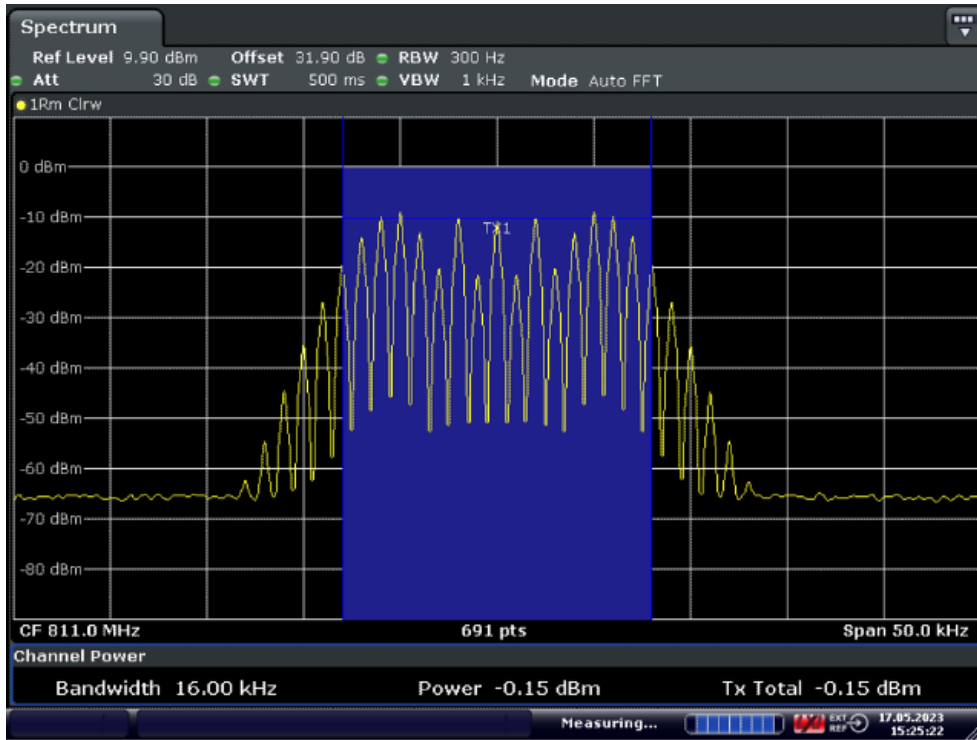 Spectrum
Ref Level 9.90 dBm Offset 31.90 dB RBW 300 Hz
Att 30 dB SWT 500 ms VBW 1 kHz Mode Auto FFT
1Rm Clrw
0 dBm
-10 dBm
TX1
-20 dBm
-30 dBm
-40 dBm
-50 dBm
-60 dBm
-70 dBm
-80 dBm
CF 811.0 MHz 691 pts Span 50.0 kHz
Channel Power
Bandwidth 16.00 kHz Power -0.15 dBm Tx Total -0.15 dBm
Measuring... EXT REF 17.05.2023
15:25:22